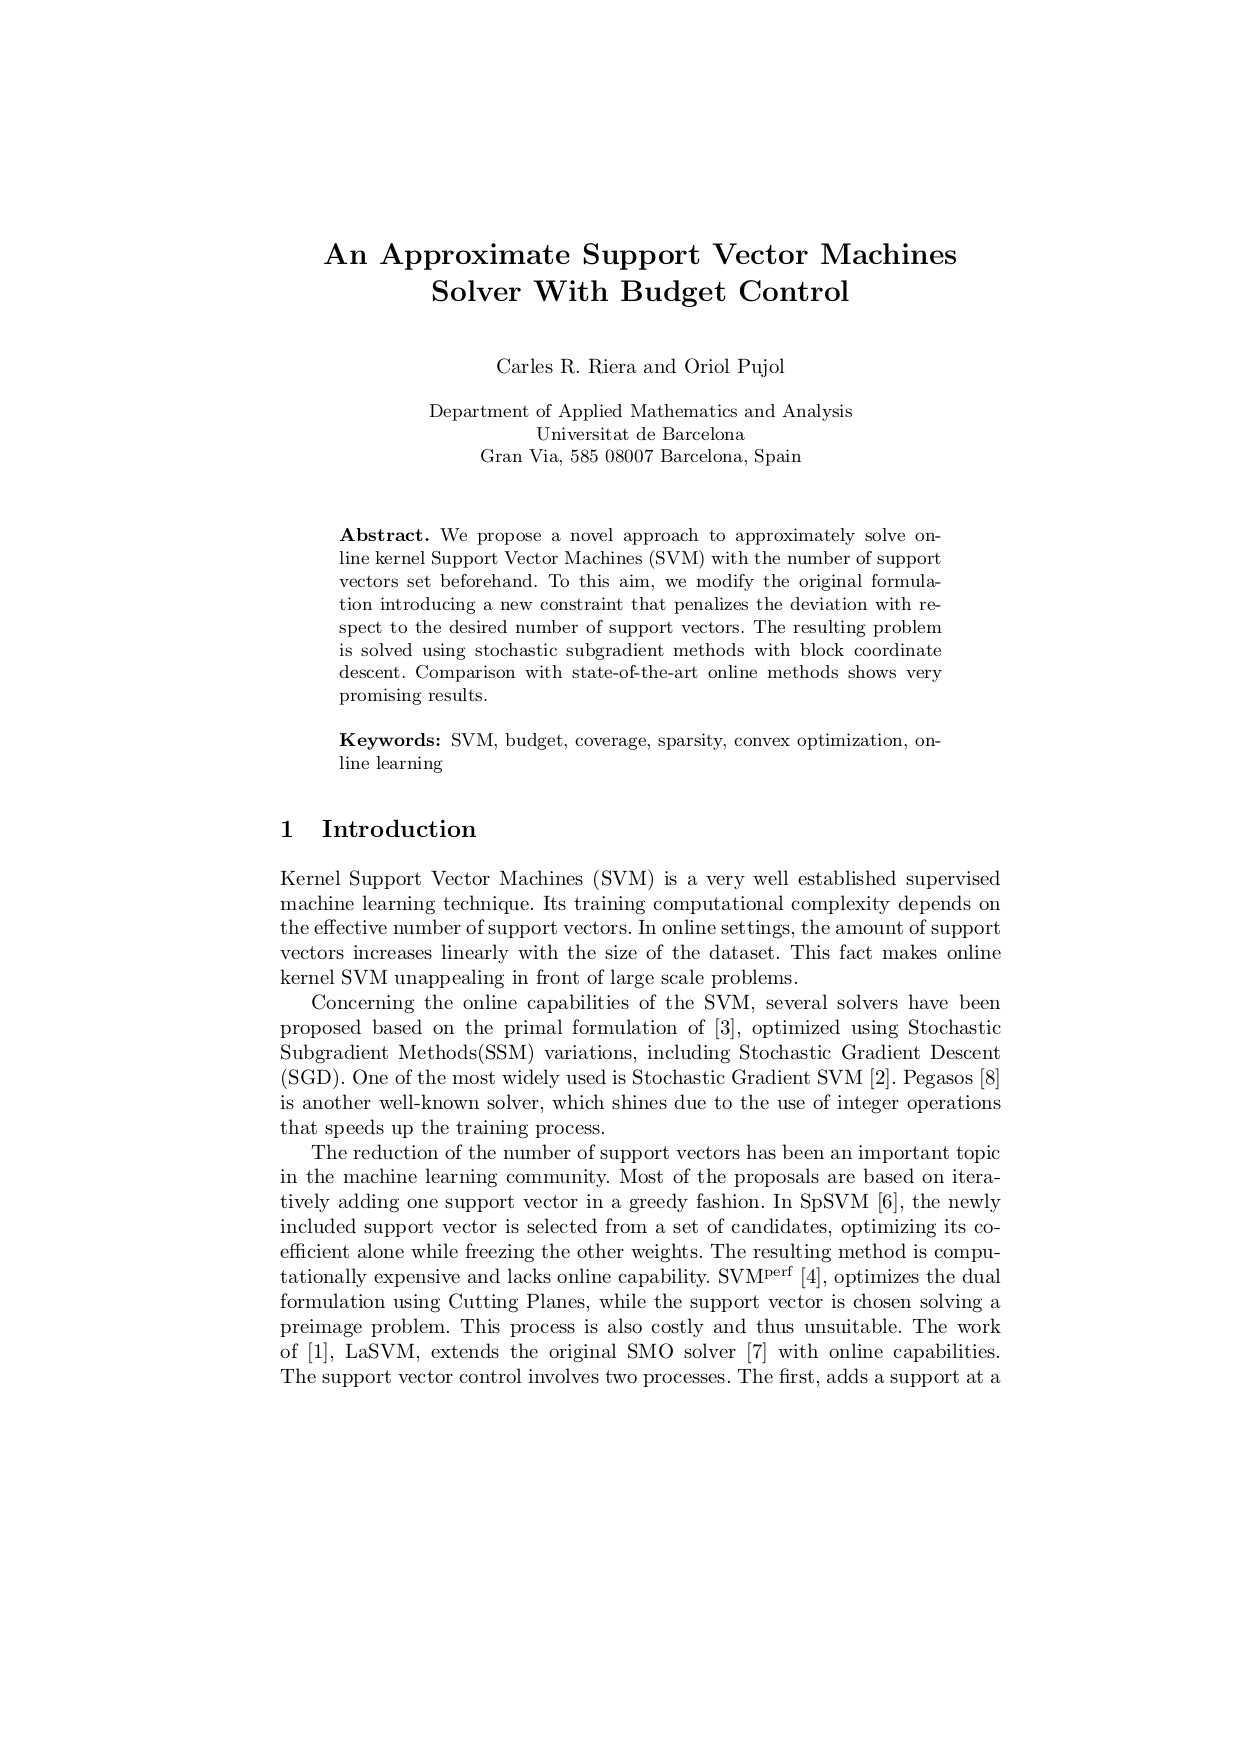 An Approximate Support Vector Machines
Solver With Budget Control
Carles R. Riera and Oriol Pujol
Department of Applied Mathematics and Analysis
Universitat de Barcelona
Gran Via, 585 08007 Barcelona, Spain
Abstract. We propose a novel approach to approximately solve on-
line kernel Support Vector Machines (SVM) with the number of support
vectors set beforehand. To this aim, we modify the original formula-
tion introducing a new constraint that penalizes the deviation with re-
spect to the desired number of support vectors. The resulting problem
is solved using stochastic subgradient methods with block coordinate
descent. Comparison with state-of-the-art online methods shows very
promising results.
Keywords: SVM, budget, coverage, sparsity, convex optimization, on-
line learning
1 Introduction
Kernel Support Vector Machines (SVM) is a very well established supervised
machine learning technique. Its training computational complexity depends on
the effective number of support vectors. In online settings, the amount of support
vectors increases linearly with the size of the dataset. This fact makes online
kernel SVM unappealing in front of large scale problems.
Concerning the online capabilities of the SVM, several solvers have been
proposed based on the primal formulation of [3], optimized using Stochastic
Subgradient Methods(SSM) variations, including Stochastic Gradient Descent
(SGD). One of the most widely used is Stochastic Gradient SVM [2]. Pegasos [8]
is another well-known solver, which shines due to the use of integer operations
that speeds up the training process.
The reduction of the number of support vectors has been an important topic
in the machine learning community. Most of the proposals are based on itera-
tively adding one support vector in a greedy fashion. In SpSVM [6], the newly
included support vector is selected from a set of candidates, optimizing its co-
efficient alone while freezing the other weights. The resulting method is compu-
tationally expensive and lacks online capability. SVMperf [4], optimizes the dual
formulation using Cutting Planes, while the support vector is chosen solving a
preimage problem. This process is also costly and thus unsuitable. The work
of [1], LaSVM, extends the original SMO solver [7] with online capabilities.
The support vector control involves two processes. The first, adds a support at a